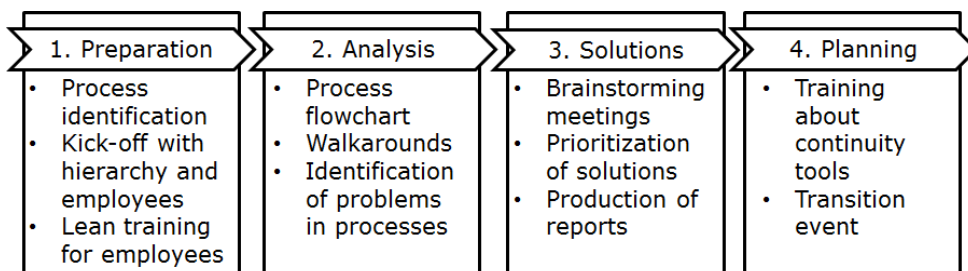 1. Preparation
• Process
identification
• Kick-off with
hierarchy and
employees
• Lean training
for employees
2. Analysis
• Process
flowchart
• Walkarounds
• Identification
of problems
in processes
3. Solutions
• Brainstorming
meetings
• Prioritization
of solutions
• Production of
reports
4. Planning
• Training
about
continuity
tools
• Transition
event